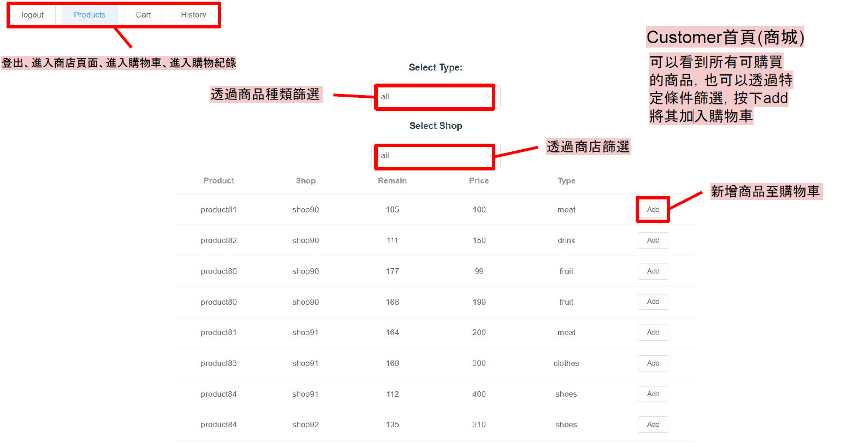 logout Products Cart History
Customer首頁(商城)
登出、進入商店頁面、進入購物車、進入購物紀錄
可以看到所有可購買
的商品, 也可以透過特
定條件篩選, 按下add
將其加入購物車
Select Type:
透過商品種類篩選
all
Select Shop
透過商店篩選
all
Product Shop Remain Price Type
新增商品至購物車
product81 shop90 105 100 meat Add
product82 shop90 111 150 drink Add
product80 shop90 177 99 fruit Add
product80 shop90 166 199 fruit Add
product81 shop91 164 200 meat Add
product83 shop91 168 300 clothes Add
product84 shop91 112 400 shoes Add
product84 shop92 135 310 shoes Add